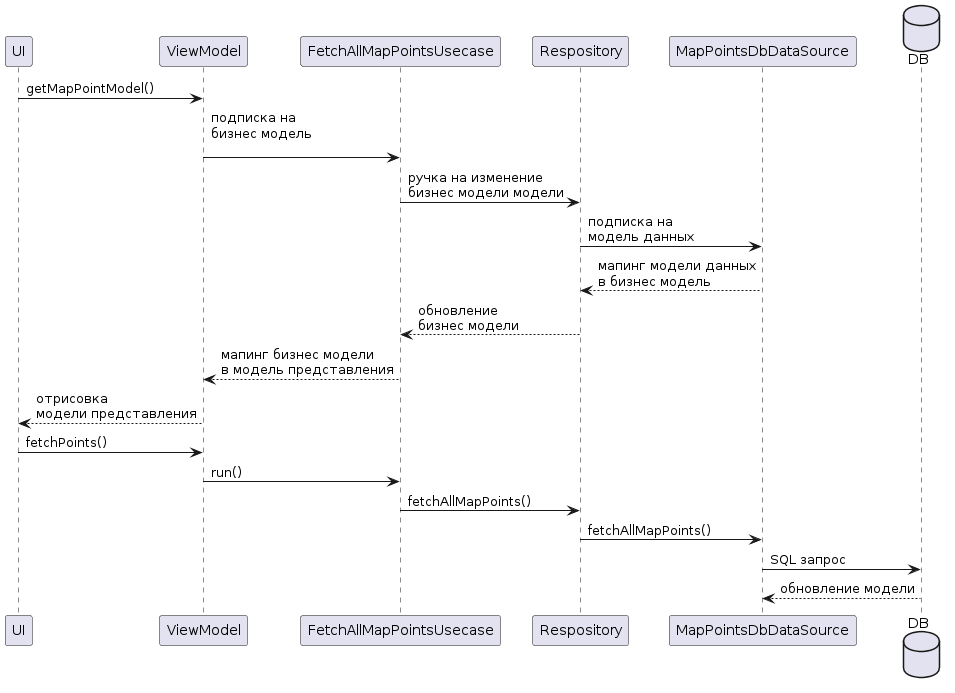 UI
ViewModel
FetchAllMapPointsUsecase
Respository
MapPointsDbDataSource
DB
getMapPointModel()
подписка на
бизнес модель
ручка на изменение
бизнес модели модели
подписка на
модель данных
мапинг модели данных
в бизнес модель
обновление
бизнес модели
мапинг бизнес модели
в модель представления
отрисовка
модели представления
fetchPoints()
run()
fetchAllMapPoints()
fetchAllMapPoints()
SQL запрос
обновление модели
UI
ViewModel
FetchAllMapPointsUsecase
Respository
MapPointsDbDataSource
DB